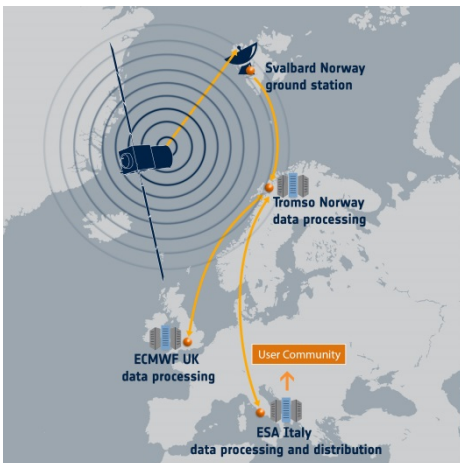 Svalbard Norway
ground station
Tromso Norway
data processing
ECMWF UK
data processing
User Community
ESA Italy
data processing and distribution